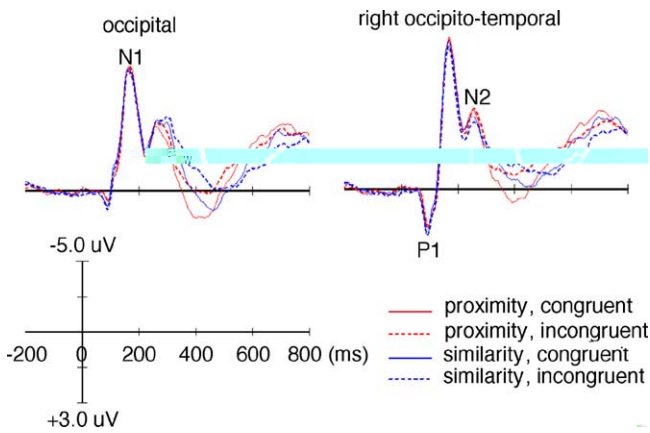 occipital
right occipito-temporal
N1
N2
P1
-5.0 uV
-200 0 200 400 600 800 (ms)
+3.0 uV
proximity, congruent
proximity, incongruent
similarity, congruent
similarity, incongruent